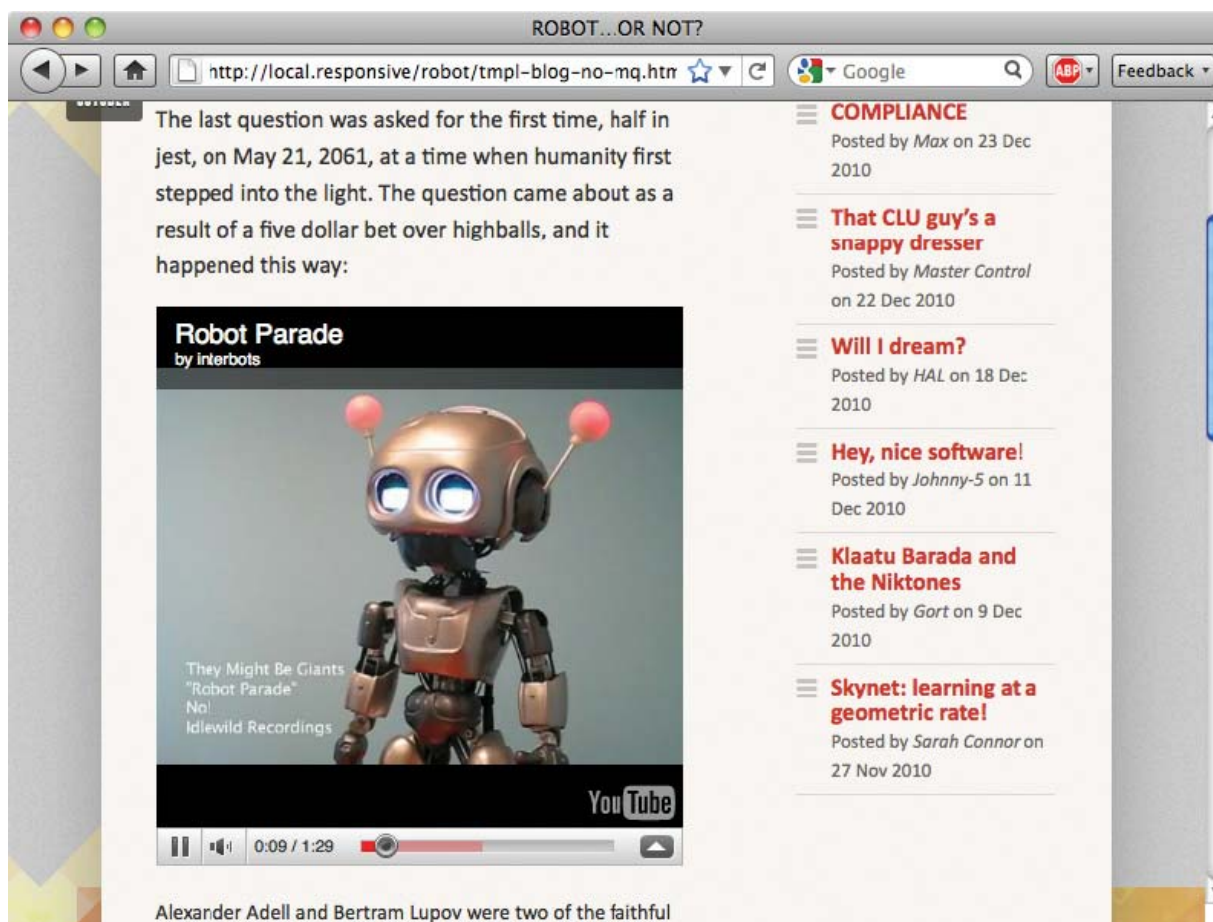 ROBOT...OR NOT?
http://local.responsive/robot/tmpl-blog-no-mq.htm
Google
ABP
Feedback
The last question was asked for the first time, half in
jest, on May 21, 2061, at a time when humanity first
stepped into the light. The question came about as a
result of a five dollar bet over highballs, and it
happened this way:
Robot Parade
by interbots
They Might Be Giants
"Robot Parade"
No!
Idlewild Recordings
YouTube
0:09 / 1:29
Alexander Adell and Bertram Lupov were two of the faithful
COMPLIANCE
Posted by Max on 23 Dec
2010
That CLU guy's a
snappy dresser
Posted by Master Control
on 22 Dec 2010
Will I dream?
Posted by HAL on 18 Dec
2010
Hey, nice software!
Posted by Johnny-5 on 11
Dec 2010
Klaatu Barada and
the Niktones
Posted by Gort on 9 Dec
2010
Skynet: learning at a
geometric rate!
Posted by Sarah Connor on
27 Nov 2010